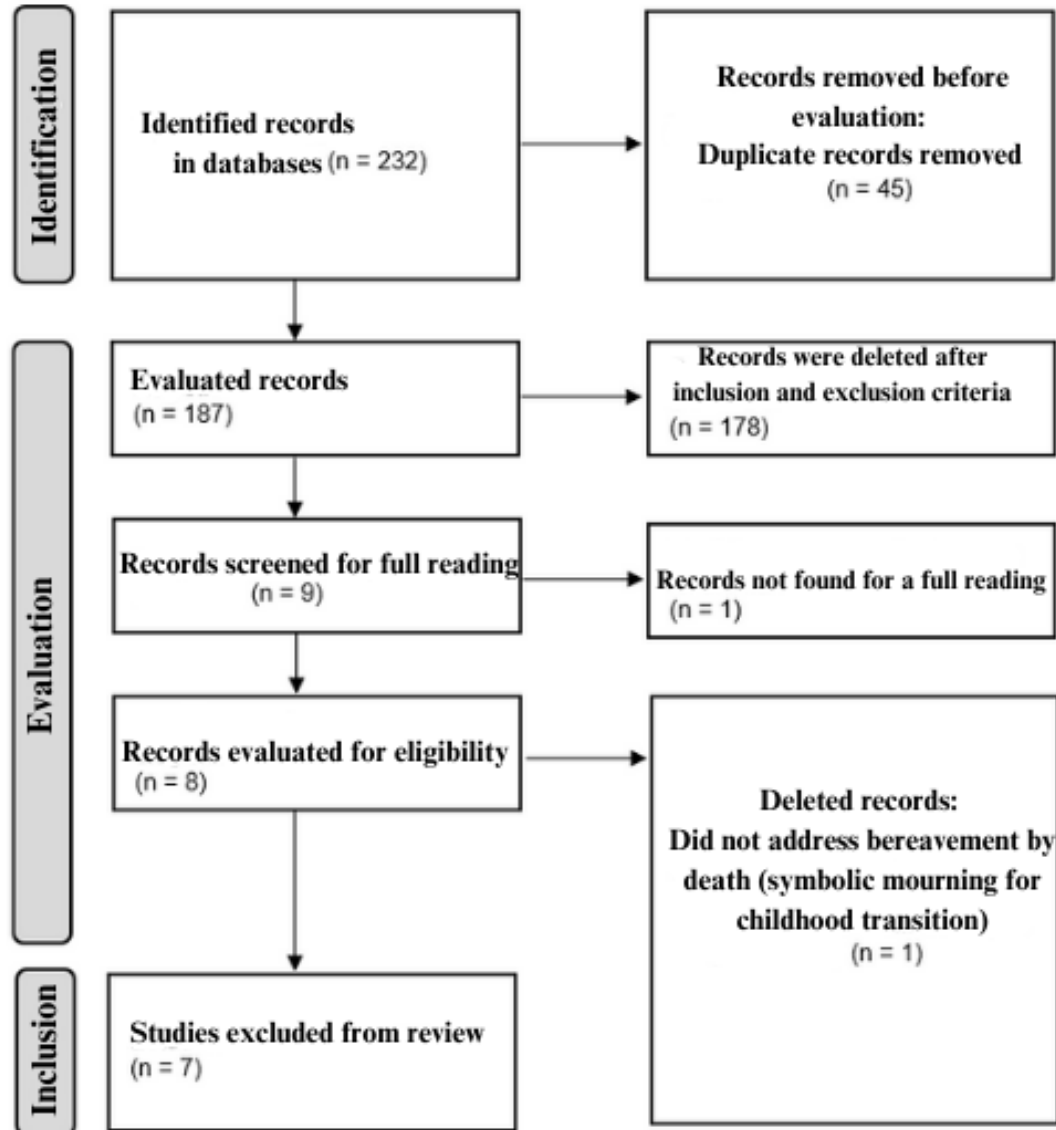 Identification
Identified records
in databases (n = 232)
Records removed before
evaluation:
Duplicate records removed
(n = 45)
Evaluation
Evaluated records
(n = 187)
Records were deleted after
inclusion and exclusion criteria
(n = 178)
Records screened for full reading
(n = 9)
Records not found for a full reading
(n = 1)
Records evaluated for eligibility
(n = 8)
Deleted records:
Did not address bereavement by
death (symbolic mourning for
childhood transition)
(n = 1)
Inclusion
Studies excluded from review
(n = 7)